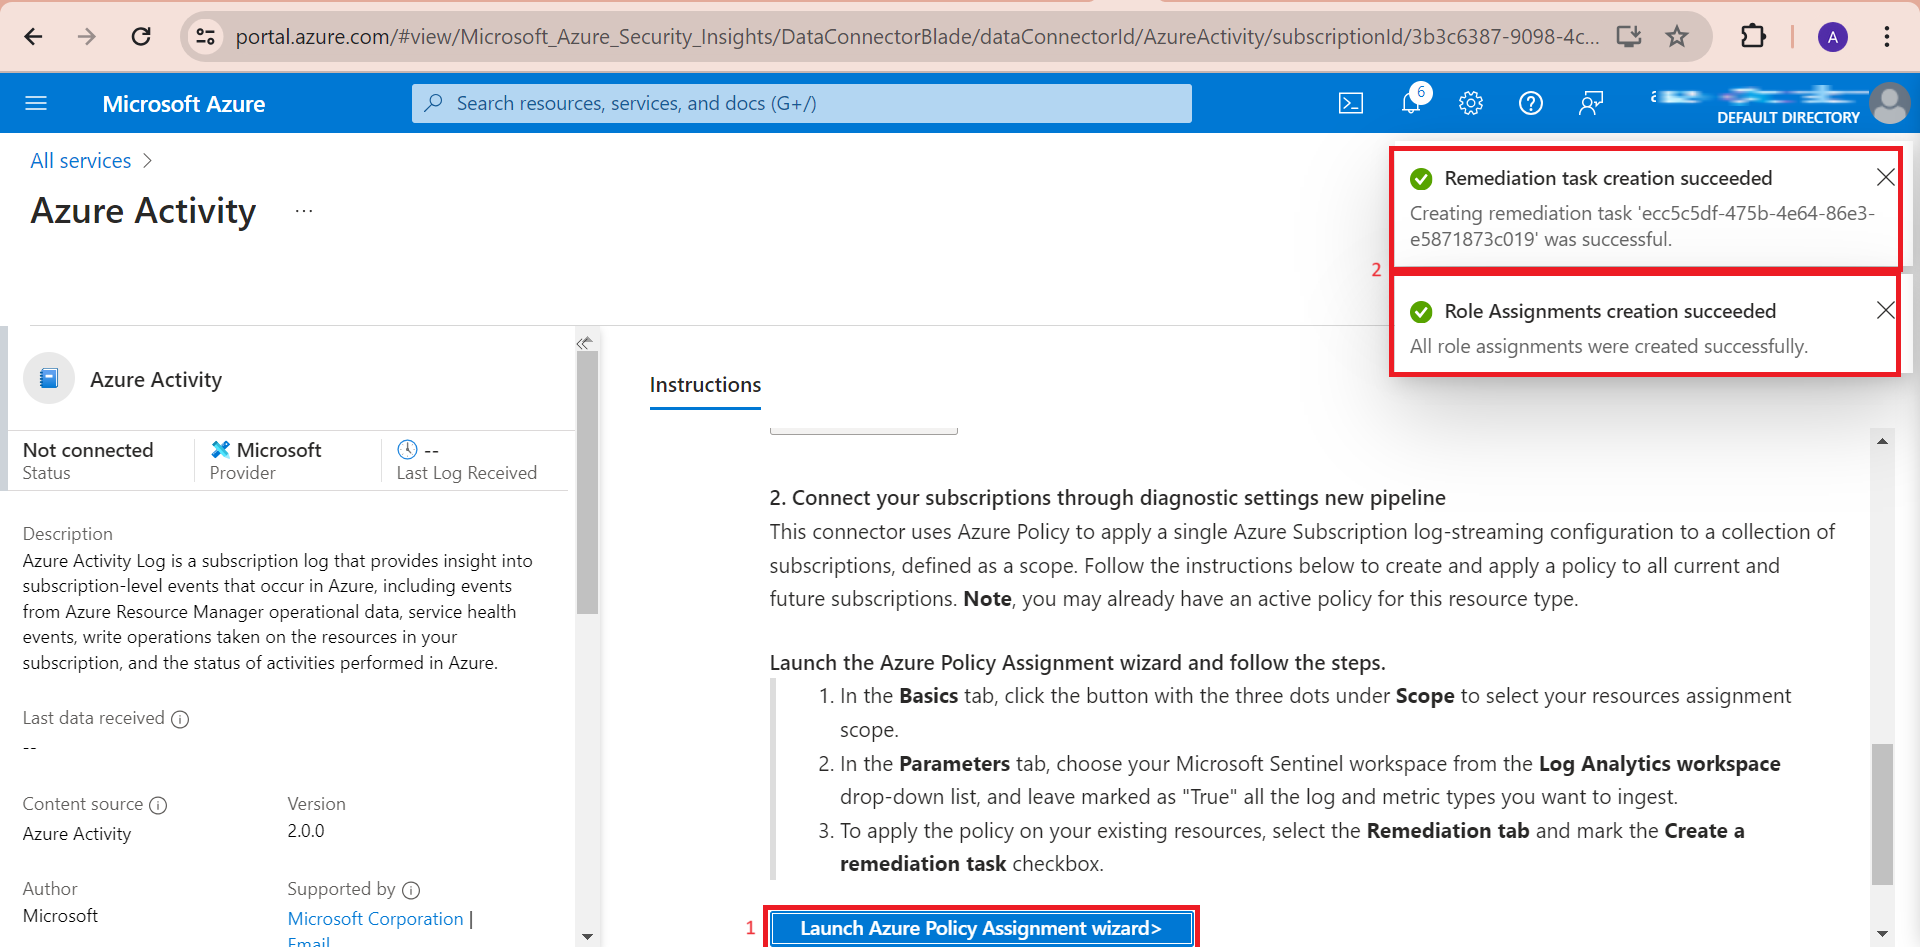 portal.azure.com/#view/Microsoft_Azure_Security_Insights/DataConnectorBlade/dataConnectorId/AzureActivity/subscriptionId/3b3c6387-9098-4c...
A
Microsoft Azure
Search resources, services, and docs (G+/)
6
DEFAULT DIRECTORY
All services >
Azure Activity ...
Remediation task creation succeeded
Creating remediation task 'ecc5c5df-475b-4e64-86e3-
e5871873c019' was successful.
2
Role Assignments creation succeeded
All role assignments were created successfully.
Azure Activity
Not connected
Status
Microsoft
Provider
--
Last Log Received
Description
Azure Activity Log is a subscription log that provides insight into
subscription-level events that occur in Azure, including events
from Azure Resource Manager operational data, service health
events, write operations taken on the resources in your
subscription, and the status of activities performed in Azure.
Last data received
--
Content source
Azure Activity
Version
2.0.0
Author
Microsoft
Supported by
Microsoft Corporation |
Email
Instructions
2. Connect your subscriptions through diagnostic settings new pipeline
This connector uses Azure Policy to apply a single Azure Subscription log-streaming configuration to a collection of
subscriptions, defined as a scope. Follow the instructions below to create and apply a policy to all current and
future subscriptions. Note, you may already have an active policy for this resource type.
Launch the Azure Policy Assignment wizard and follow the steps.
1. In the Basics tab, click the button with the three dots under Scope to select your resources assignment
scope.
2. In the Parameters tab, choose your Microsoft Sentinel workspace from the Log Analytics workspace
drop-down list, and leave marked as "True" all the log and metric types you want to ingest.
3. To apply the policy on your existing resources, select the Remediation tab and mark the Create a
remediation task checkbox.
1
Launch Azure Policy Assignment wizard>